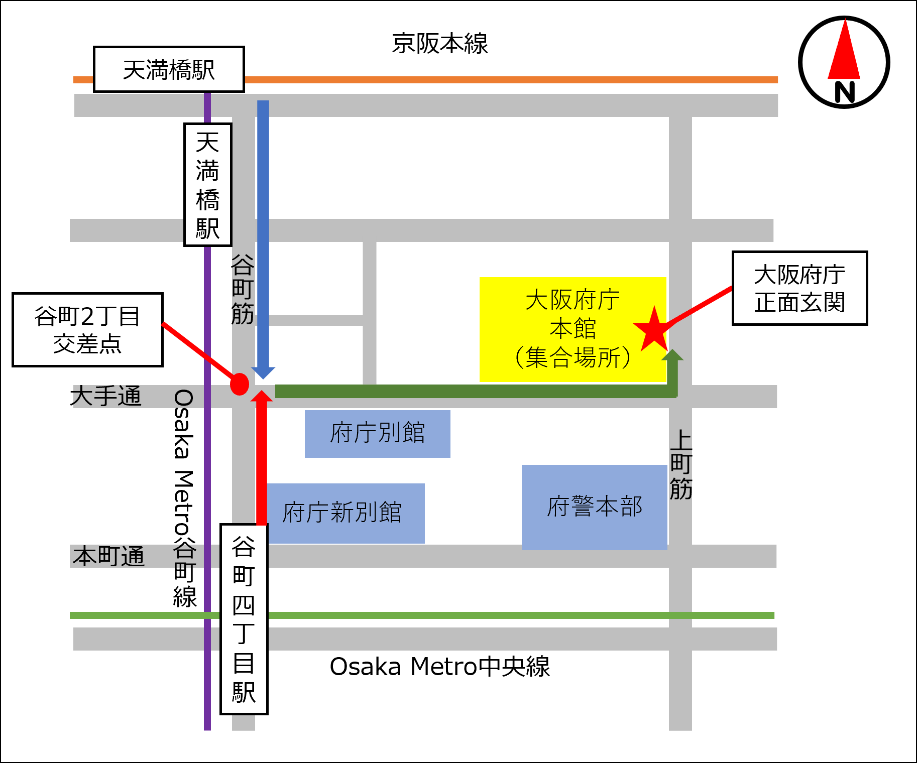 京阪本線
天満橋駅
N
天満橋駅
谷町筋
大阪府庁
正面玄関
大阪府庁
本館
（集合場所）
谷町2丁目
交差点
大手通
Osaka Metro谷町線
府庁別館
上町筋
府庁新別館
府警本部
本町通
谷町四丁目駅
Osaka Metro中央線